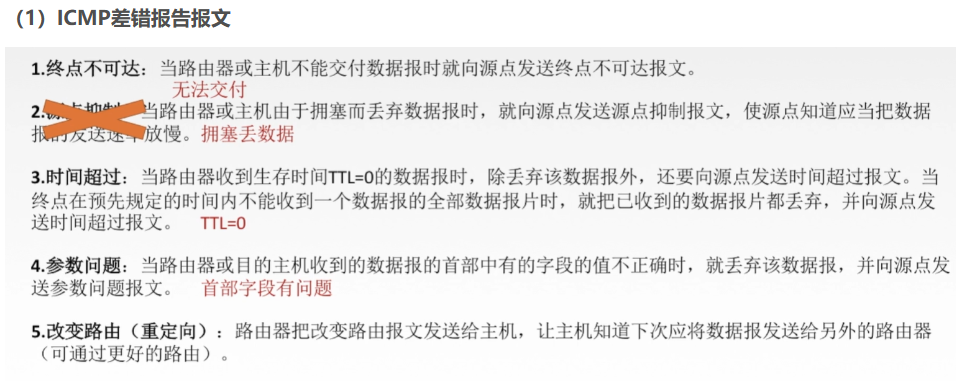 （1）ICMP差错报告报文
1.终点不可达：当路由器或主机不能交付数据报时就向源点发送终点不可达报文。
无法交付
2.源点抑制：当路由器或主机由于拥塞而丢弃数据报时，就向源点发送源点抑制报文，使源点知道应当把数据
报的发送速率放慢。拥塞丢数据
3.时间超过：当路由器收到生存时间TTL=0的数据报时，除丢弃该数据报外，还要向源点发送时间超过报文。当
终点在预先规定的时间内不能收到一个数据报的全部数据报片时，就把已收到的数据报片都丢弃，并向源点发
送时间超过报文。 TTL=0
4.参数问题：当路由器或目的主机收到的数据报的首部中有的字段的值不正确时，就丢弃该数据报，并向源点发
送参数问题报文。 首部字段有问题
5.改变路由（重定向）：路由器把改变路由报文发送给主机，让主机知道下次应将数据报发送给另外的路由器
（可通过更好的路由）。